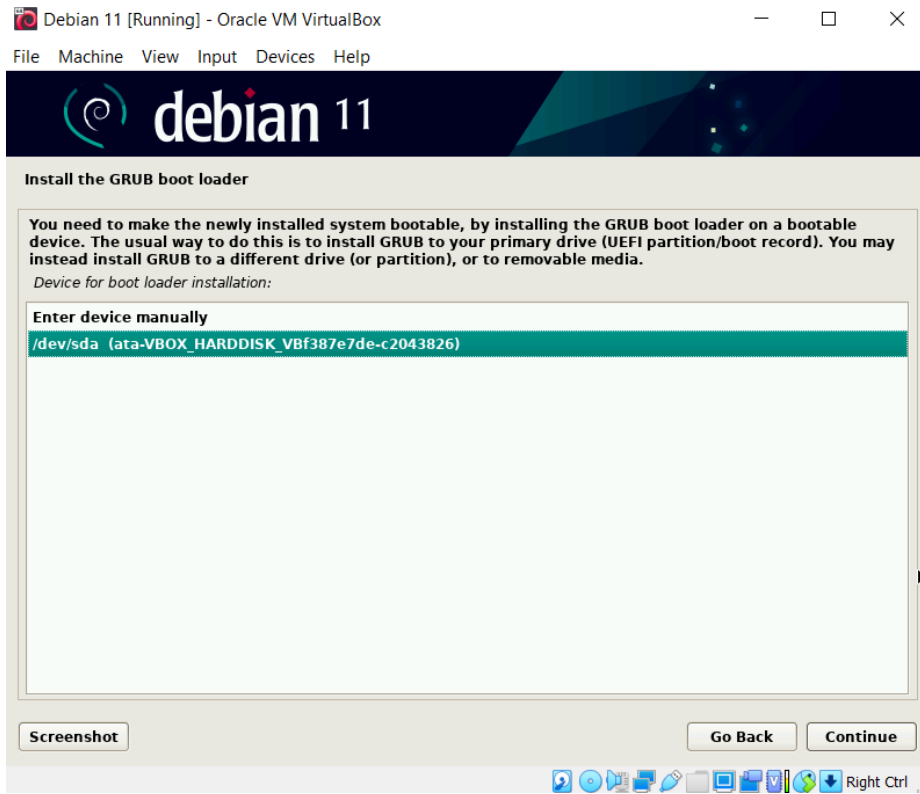 Debian 11 [Running] - Oracle VM VirtualBox
File Machine View Input Devices Help
debian 11
Install the GRUB boot loader
You need to make the newly installed system bootable, by installing the GRUB boot loader on a bootable
device. The usual way to do this is to install GRUB to your primary drive (UEFI partition/boot record). You may
instead install GRUB to a different drive (or partition), or to removable media.
Device for boot loader installation:
Enter device manually
/dev/sda (ata-VBOX_HARDDISK_VBf387e7de-c2043826)
Screenshot Go Back Continue
Right Ctrl